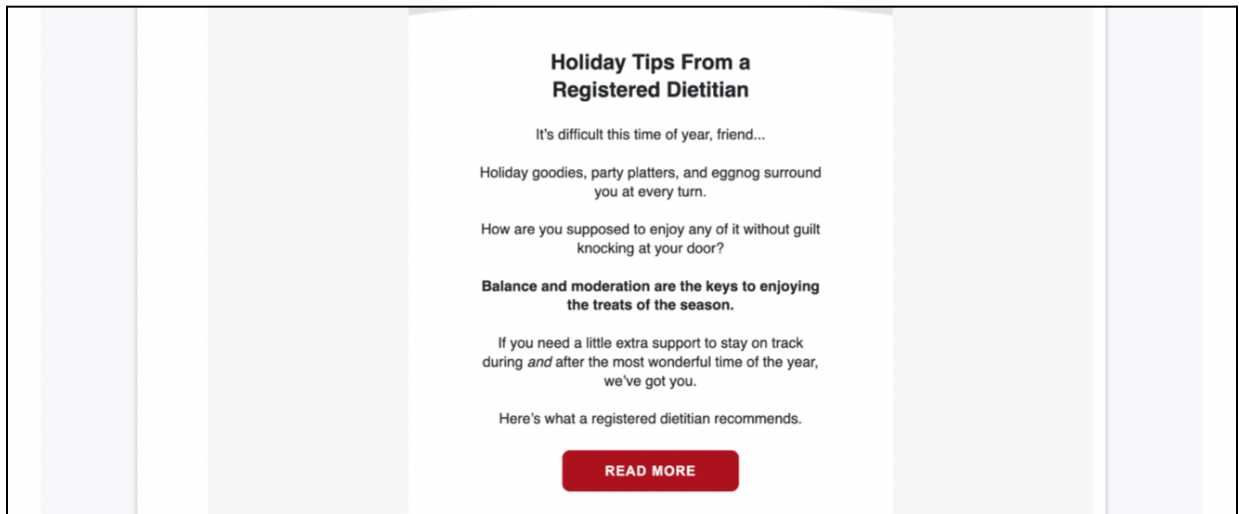 Holiday Tips From a
Registered Dietitian
It’s difficult this time of year, friend...
Holiday goodies, party platters, and eggnog surround
you at every turn.
How are you supposed to enjoy any of it without guilt
knocking at your door?
Balance and moderation are the keys to enjoying
the treats of the season.
If you need a little extra support to stay on track
during and after the most wonderful time of the year,
we’ve got you.
Here’s what a registered dietitian recommends.
READ MORE